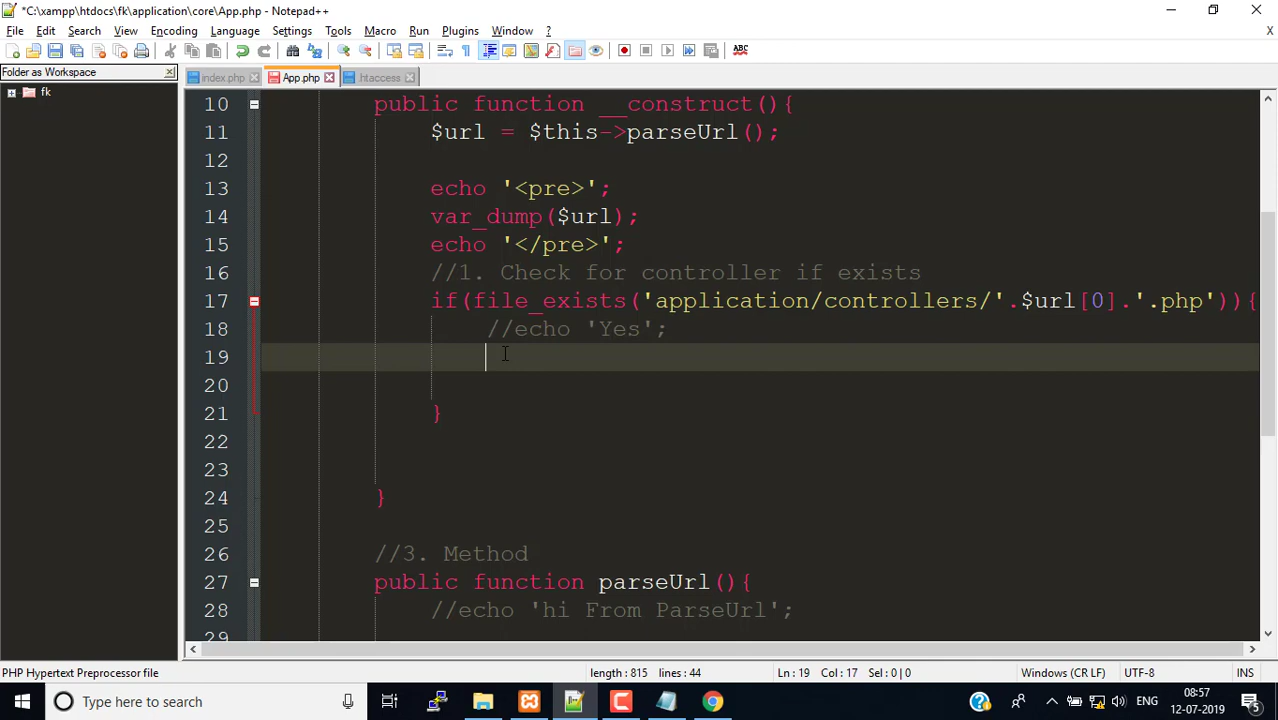 *C:\xampp\htdocs\fk\application\core\App.php - Notepad++
File Edit Search View Encoding Language Settings Tools Macro Run Plugins Window ? X
ABC
Folder as Workspace
index.php App.php htaccess
fk
10 public function __construct(){
11 $url = $this->parseUrl();
12
13 echo '<pre>';
14 var_dump($url);
15 echo '</pre>';
16 //1. Check for controller if exists
17 if(file_exists('application/controllers/'.$url[0].'.php')){
18 //echo 'Yes';
19
20
21 }
22
23
24 }
25
26 //3. Method
27 public function parseUrl(){
28 //echo 'hi From ParseUrl';
29
PHP Hypertext Preprocessor file length : 815 lines : 44 Ln : 19 Col : 17 Sel : 0 | 0 Windows (CR LF) UTF-8 INS
Type here to search ENG 08:57
12-07-2019 5